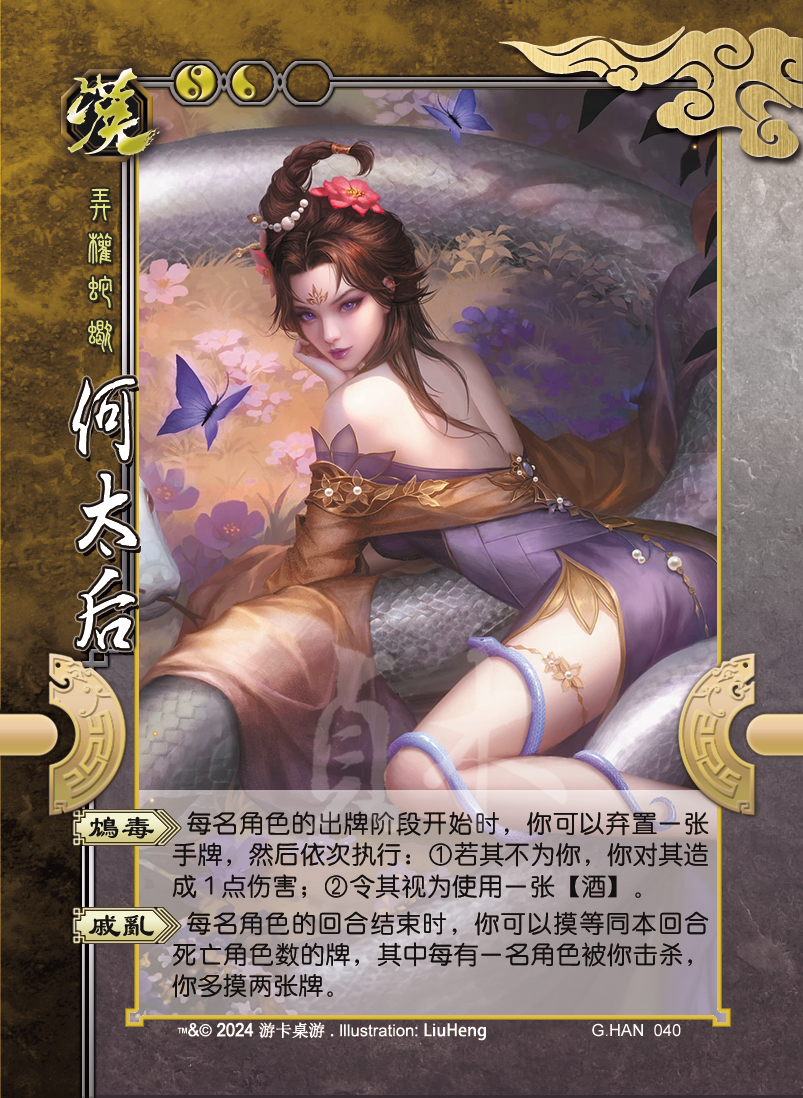 漢
弄權蛇蠍
何太后
鴆毒
每名角色的出牌阶段开始时，你可以弃置一张
手牌，然后依次执行：①若其不为你，你对其造
成1点伤害；②令其视为使用一张【酒】。
戚亂
每名角色的回合结束时，你可以摸等同本回合
死亡角色数的牌，其中每有一名角色被你击杀，
你多摸两张牌。
™&© 2024 游卡桌游 . Illustration: LiuHeng
G.HAN 040